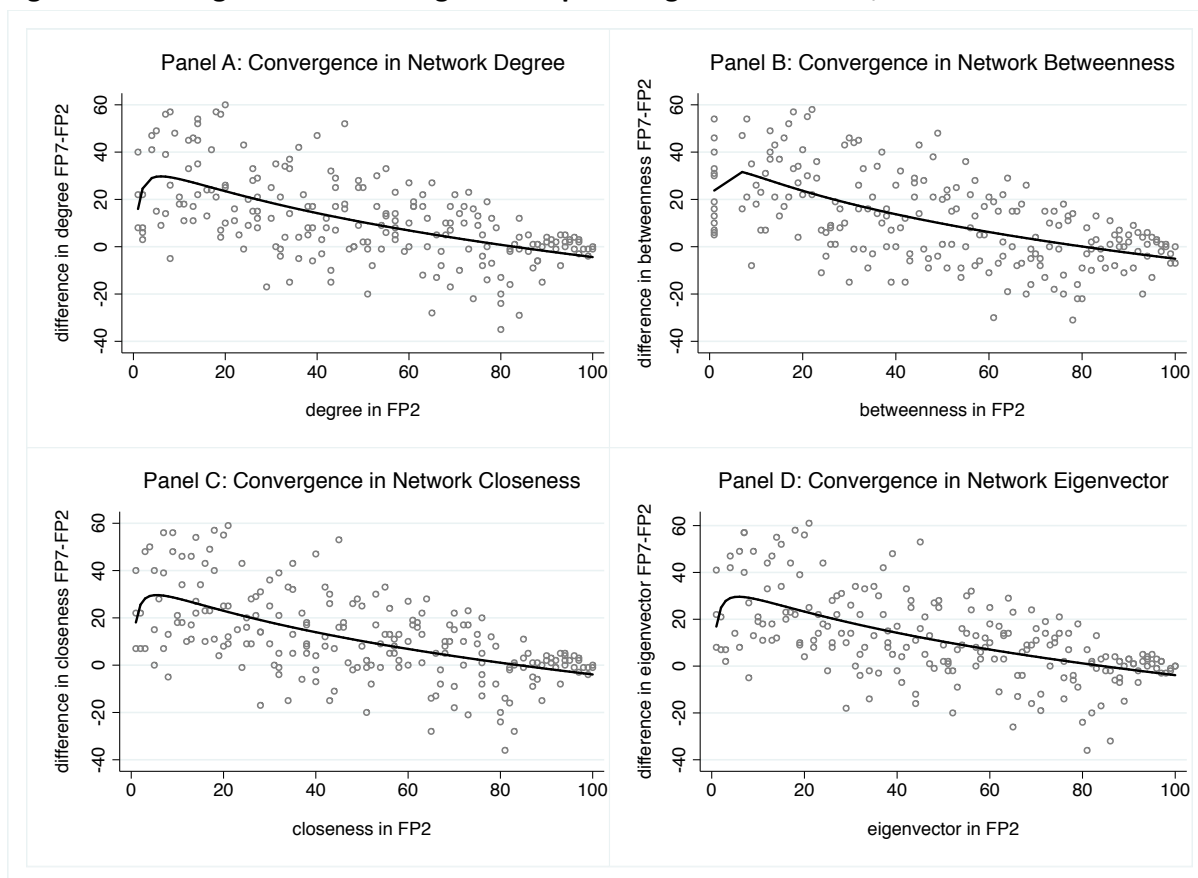 Panel A: Convergence in Network Degree
difference in degree FP7-FP2
60
40
20
0
-20
-40
0 20 40 60 80 100
degree in FP2
Panel B: Convergence in Network Betweenness
difference in betweenness FP7-FP2
60
40
20
0
-20
-40
0 20 40 60 80 100
betweenness in FP2
Panel C: Convergence in Network Closeness
difference in closeness FP7-FP2
60
40
20
0
-20
-40
0 20 40 60 80 100
closeness in FP2
Panel D: Convergence in Network Eigenvector
difference in eigenvector FP7-FP2
60
40
20
0
-20
-40
0 20 40 60 80 100
eigenvector in FP2